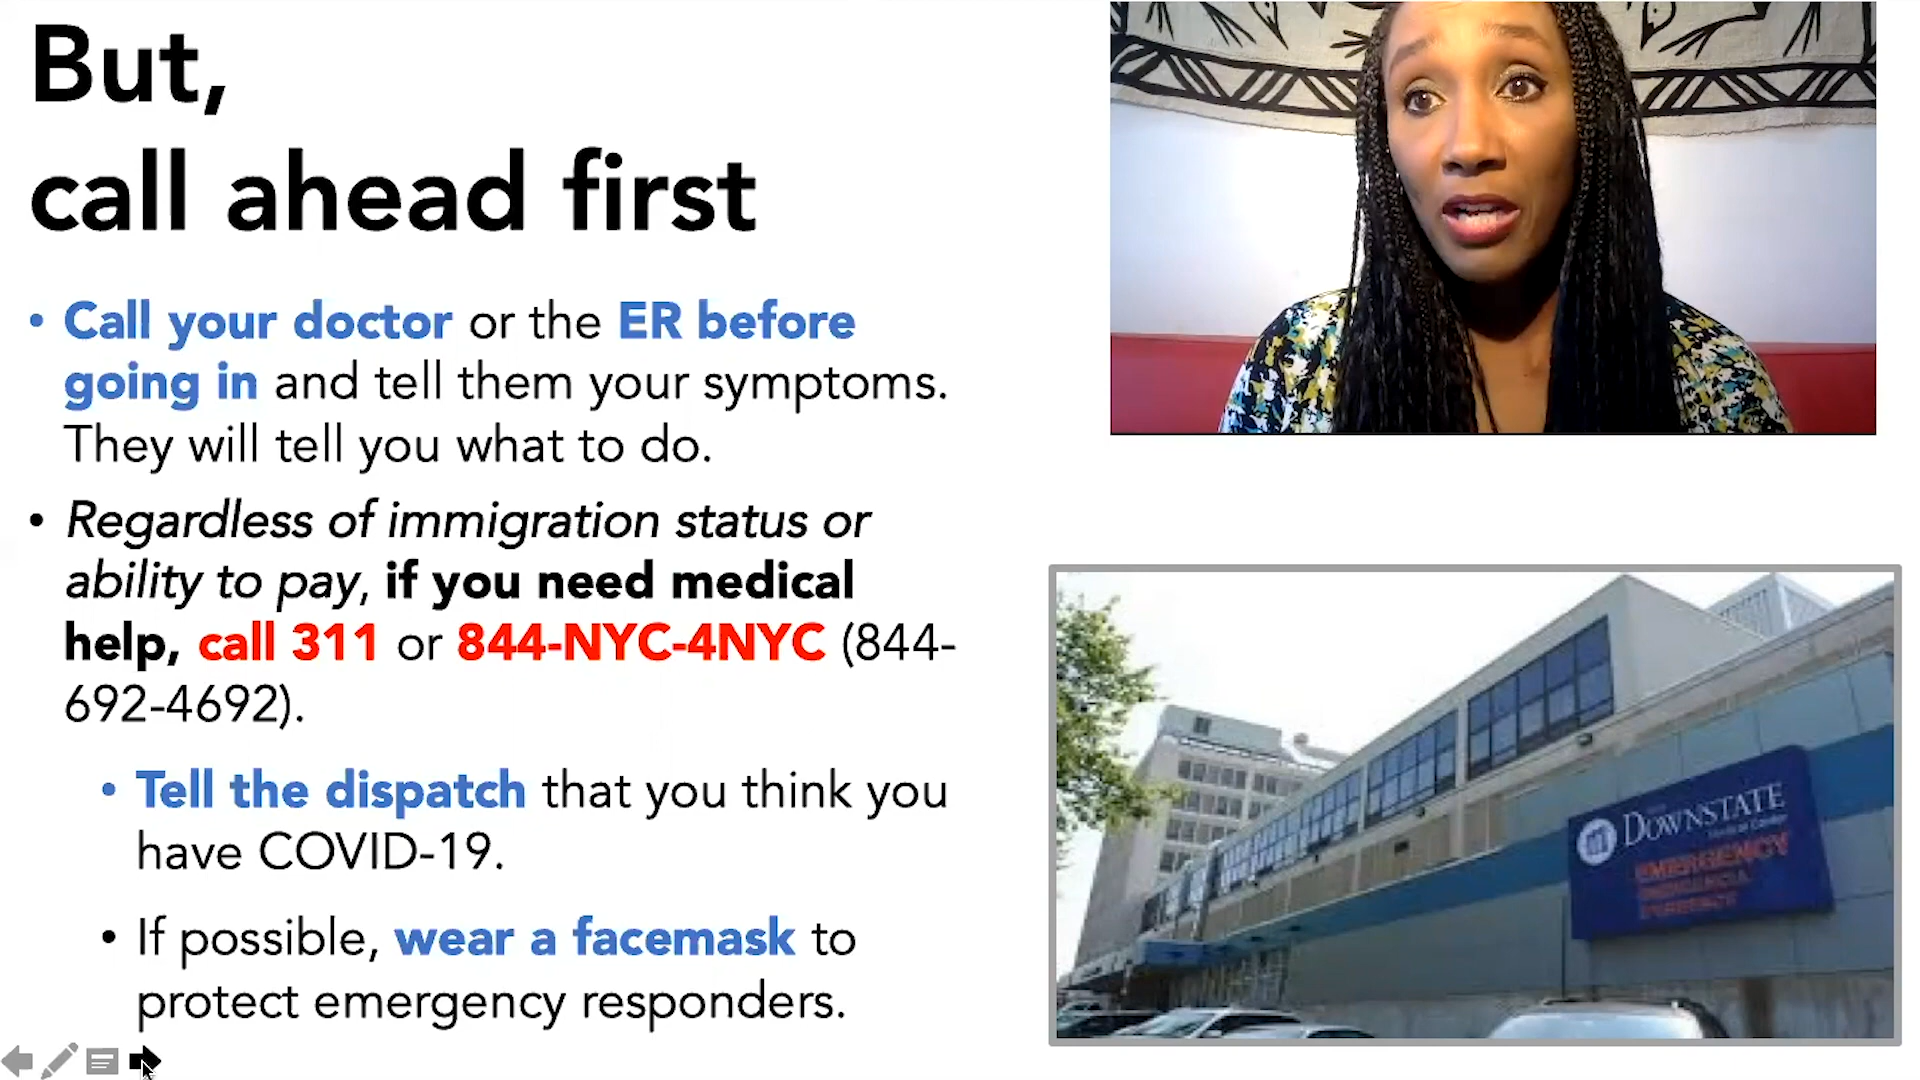 But,
call ahead first
• Call your doctor or the ER before
going in and tell them your symptoms.
They will tell you what to do.
• Regardless of immigration status or
ability to pay, if you need medical
help, call 311 or 844-NYC-4NYC (844-
692-4692).
• Tell the dispatch that you think you
have COVID-19.
• If possible, wear a facemask to
protect emergency responders.
DOWNSTATE
Medical Center
EMERGENCY